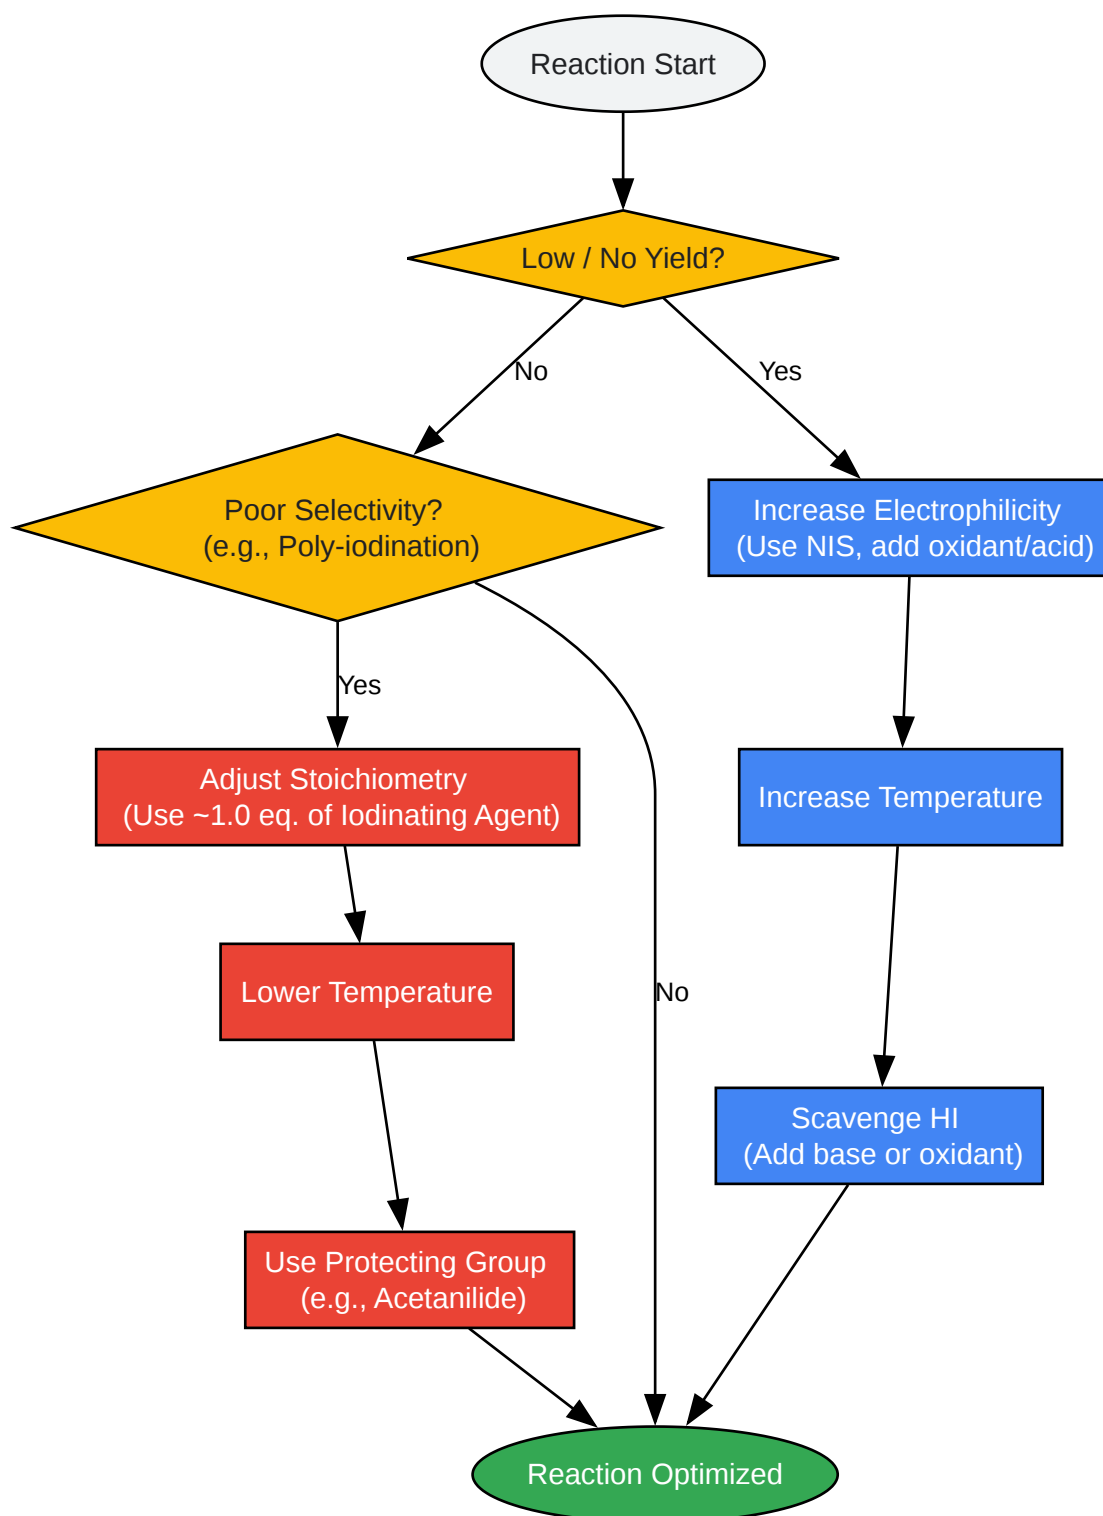 Reaction Start
Low / No Yield?
No
Yes
Poor Selectivity?
(e.g., Poly-iodination)
Increase Electrophilicity
(Use NIS, add oxidant/acid)
Yes
Adjust Stoichiometry
(Use ~1.0 eq. of Iodinating Agent)
Increase Temperature
Lower Temperature
No
Scavenge HI
(Add base or oxidant)
Use Protecting Group
(e.g., Acetanilide)
Reaction Optimized